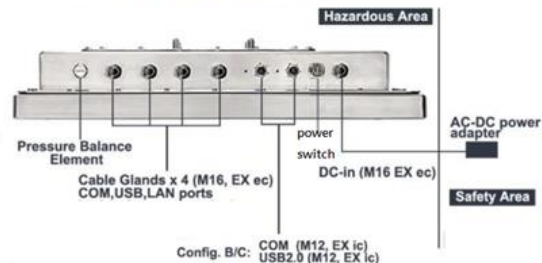 Hazardous Area
Pressure Balance
Element
Cable Glands x 4 (M16, EX ec)
COM,USB,LAN ports
power
switch
DC-in (M16 EX ec)
AC-DC power
adapter
Safety Area
Config. B/C: COM (M12, EX ic)
USB2.0 (M12, EX ic)